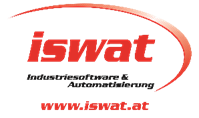 iswat
Industriesoftware &
Automatisierung
www.iswat.at